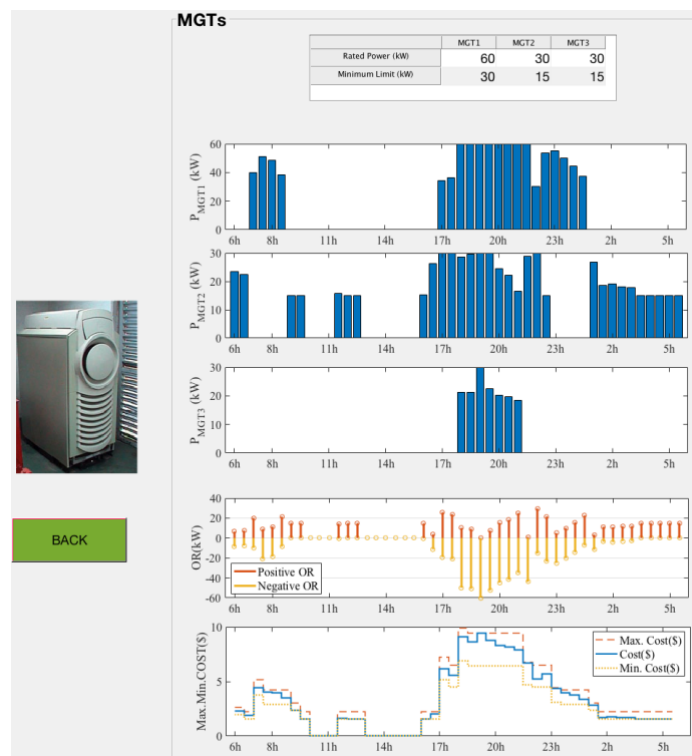 MGTs
MGT1 MGT2 MGT3
Rated Power (kW) 60 30 30
Minimum Limit (kW) 30 15 15
P_MGT1 (kW)
60
40
20
0
6h 8h 11h 14h 17h 20h 23h 2h 5h
P_MGT2 (kW)
30
20
10
0
6h 8h 11h 14h 17h 20h 23h 2h 5h
P_MGT3 (kW)
30
20
10
0
6h 8h 11h 14h 17h 20h 23h 2h 5h
BACK
OR(kW)
40
20
0
-20
-40
-60
Positive OR
Negative OR
6h 8h 11h 14h 17h 20h 23h 2h 5h
Max.Min.COST($)
10
5
0
Max. Cost($)
Cost($)
Min. Cost($)
6h 8h 11h 14h 17h 20h 23h 2h 5h